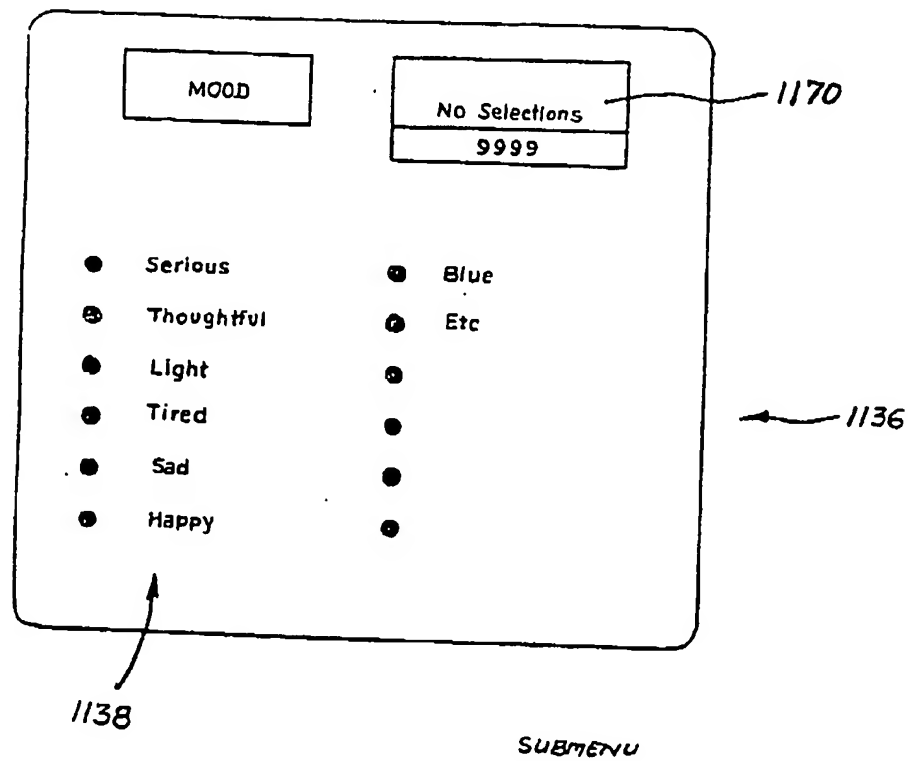 MOOD
No Selections
9999
1170
Serious
Thoughtful
Light
Tired
Sad
Happy
Blue
Etc
1136
1138
SUBMENU